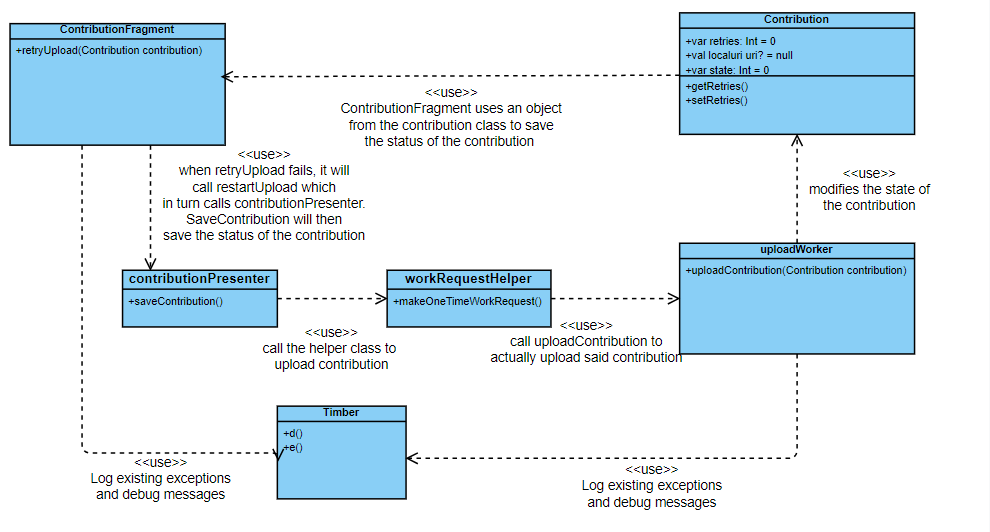 ContributionFragment
+retryUpload(Contribution contribution)
Contribution
+var retries: Int = 0
+val localuri uri? = null
+var state: Int = 0
+getRetries()
+setRetries()
<<use>>
ContributionFragment uses an object
from the contribution class to save
the status of the contribution
<<use>>
when retryUpload fails, it will
call restartUpload which
in turn calls contributionPresenter.
SaveContribution will then
save the status of the contribution
<<use>>
modifies the state of
the contribution
contributionPresenter
+saveContribution()
workRequestHelper
+makeOneTimeWorkRequest()
uploadWorker
+uploadContribution(Contribution contribution)
<<use>>
call the helper class to
upload contribution
<<use>>
call uploadContribution to
actually upload said contribution
Timber
+d()
+e()
<<use>>
Log existing exceptions
and debug messages
<<use>>
Log existing exceptions
and debug messages